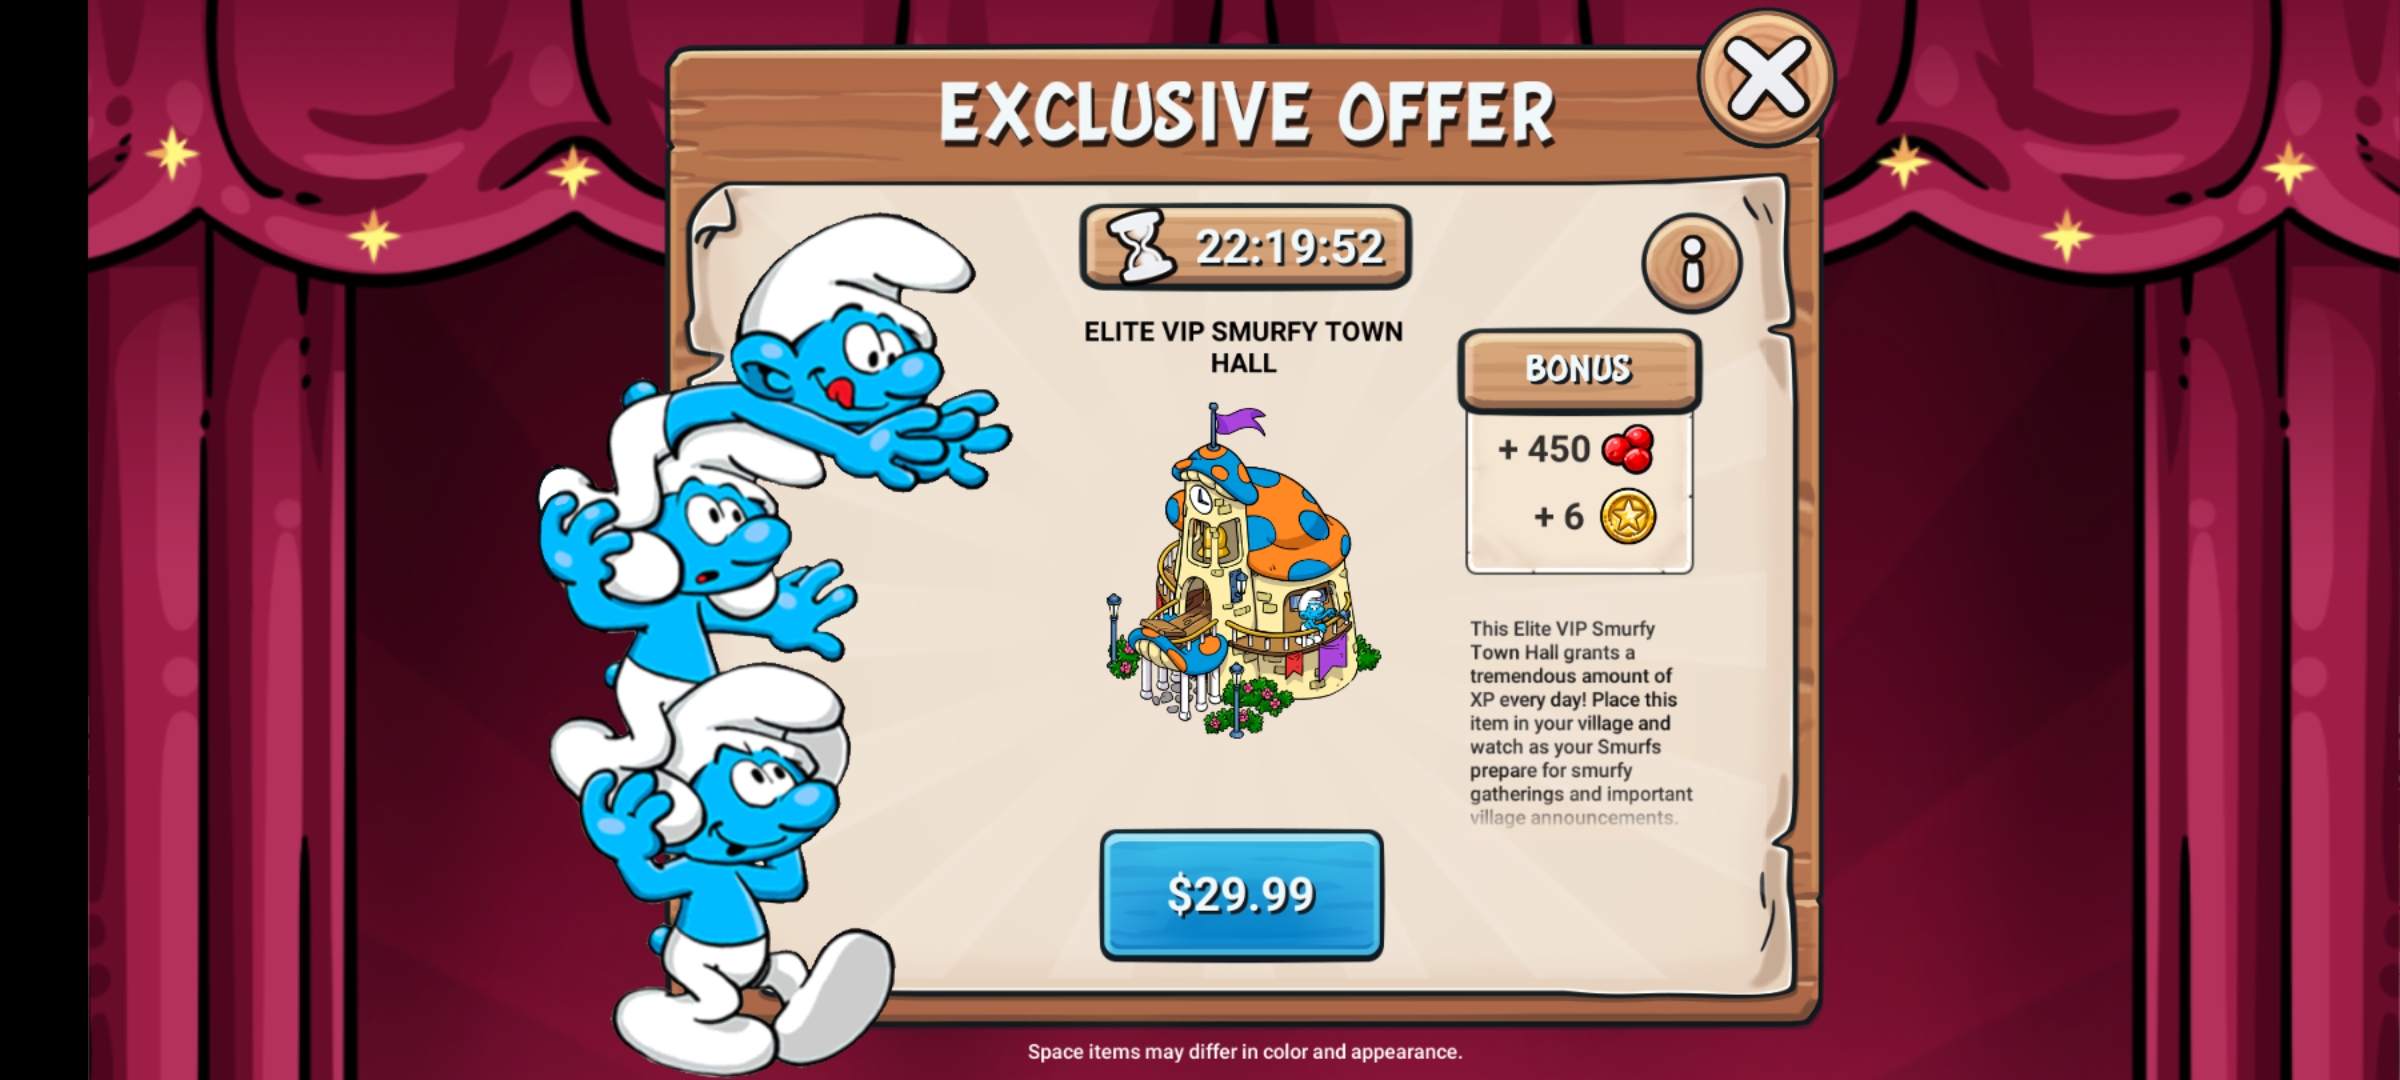 EXCLUSIVE OFFER
22:19:52
ELITE VIP SMURFY TOWN
HALL
BONUS
+ 450
+ 6
This Elite VIP Smurfy
Town Hall grants a
tremendous amount of
XP every day! Place this
item in your village and
watch as your Smurfs
prepare for smurfy
gatherings and important
village announcements.
$29.99
Space items may differ in color and appearance.